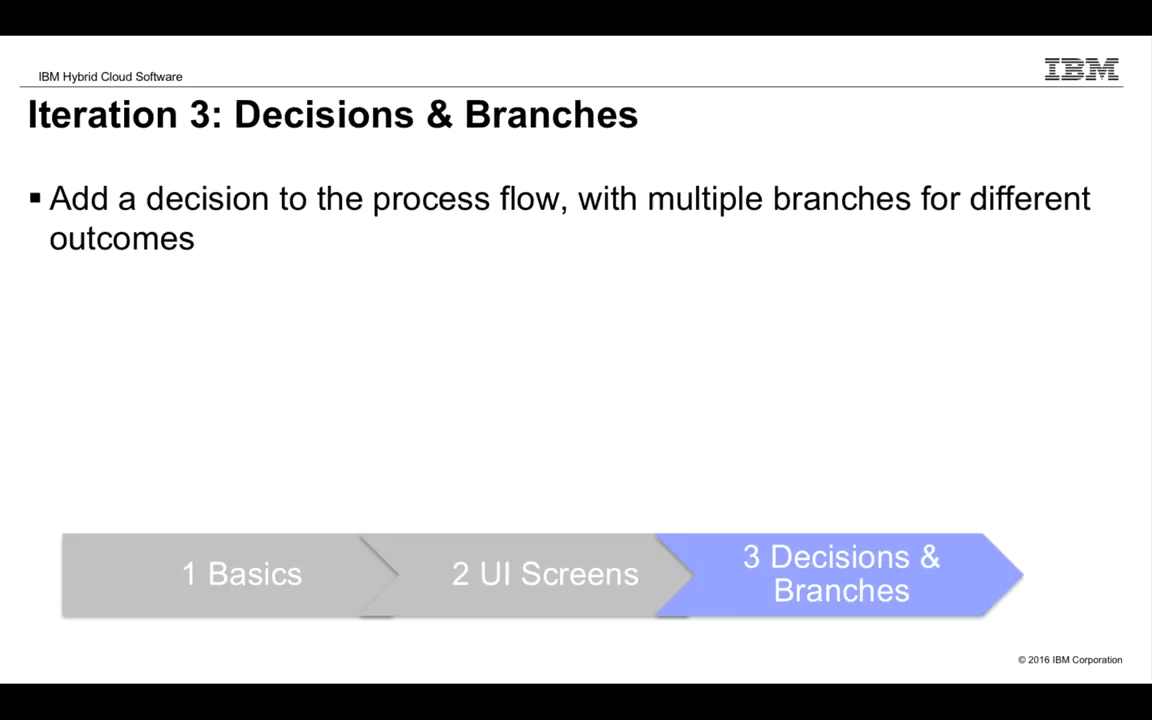 IBM Hybrid Cloud Software
IBM
Iteration 3: Decisions & Branches
▪ Add a decision to the process flow, with multiple branches for different
outcomes
1 Basics
2 UI Screens
3 Decisions &
Branches
© 2016 IBM Corporation